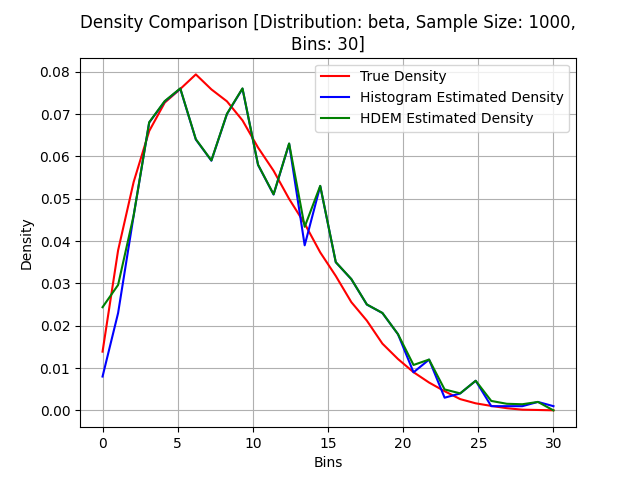 Density Comparison [Distribution: beta, Sample Size: 1000,
Bins: 30]
True Density
Histogram Estimated Density
HDEM Estimated Density
Density
0.08
0.07
0.06
0.05
0.04
0.03
0.02
0.01
0.00
0 5 10 15 20 25 30
Bins